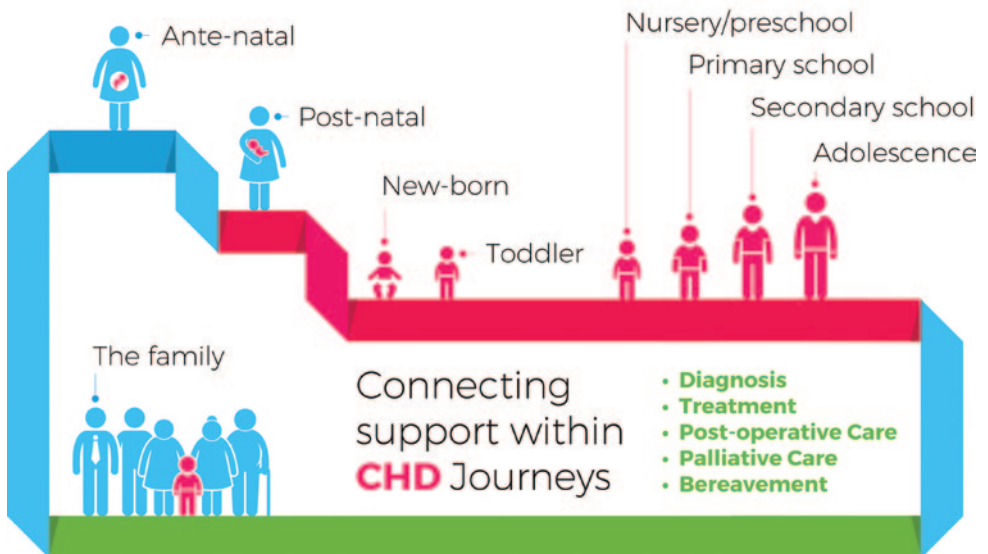 Ante-natal
Post-natal
New-born
Toddler
Nursery/preschool
Primary school
Secondary school
Adolescence
The family
Connecting
support within
CHD Journeys
• Diagnosis
• Treatment
• Post-operative Care
• Palliative Care
• Bereavement